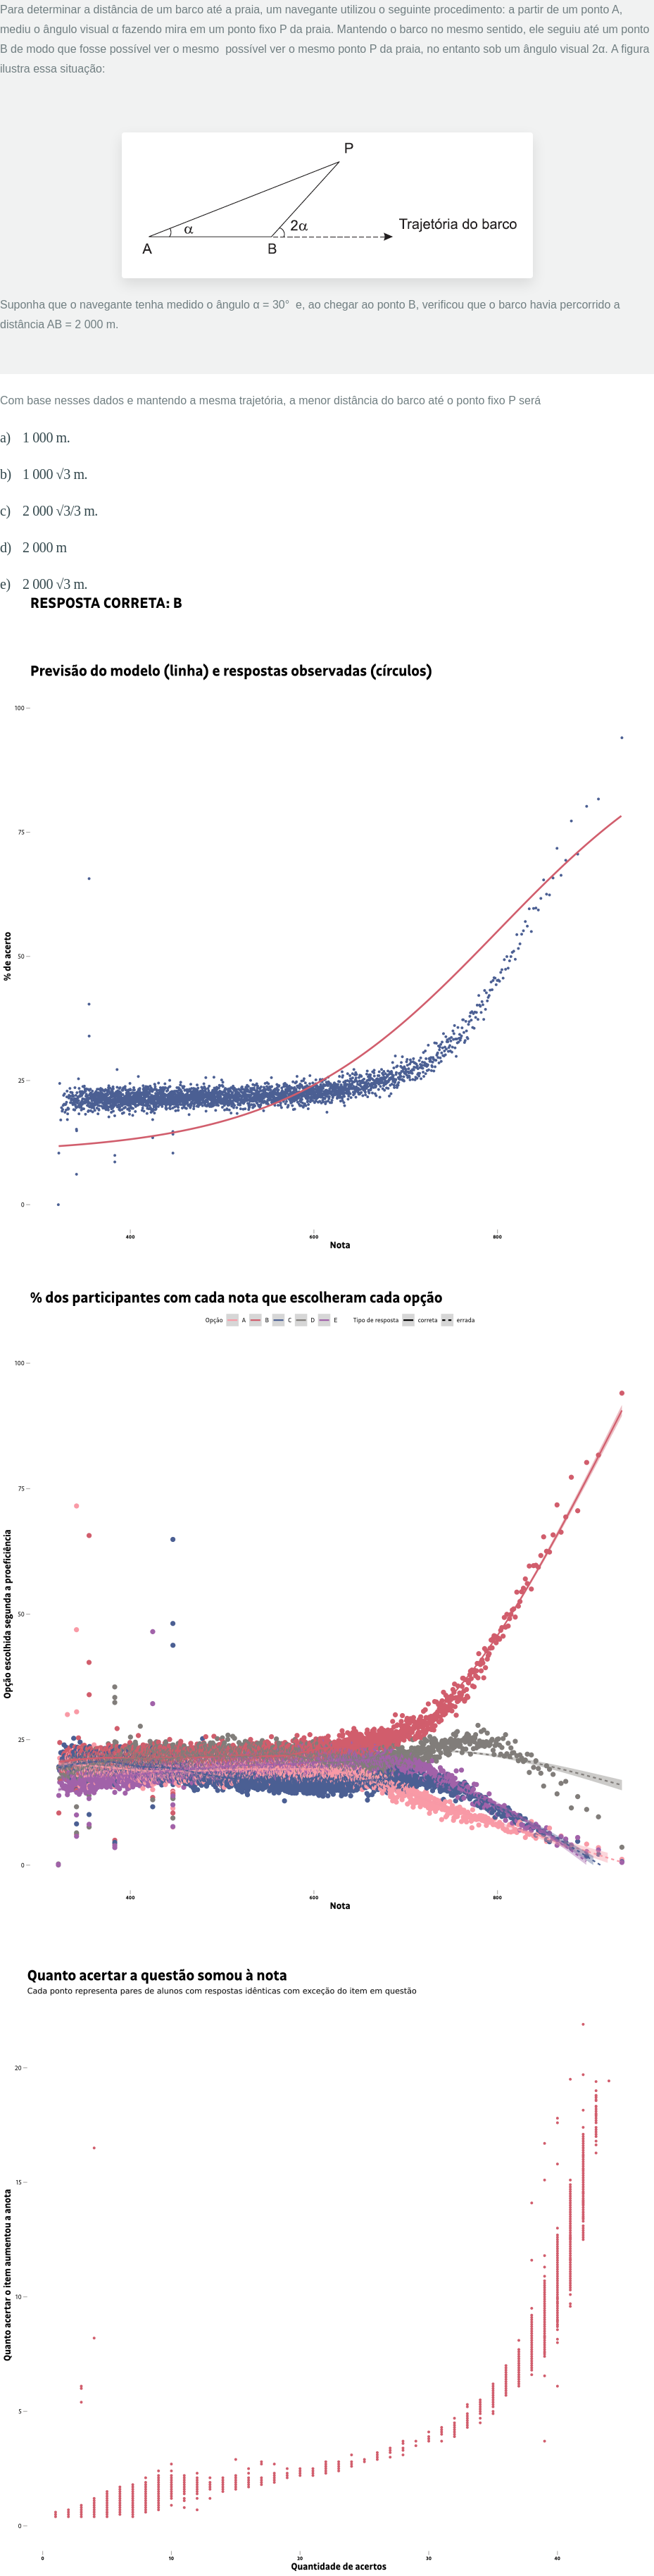 Para determinar a distância de um barco até a praia, um navegante utilizou o seguinte procedimento: a partir de um ponto A,
mediu o ângulo visual α fazendo mira em um ponto fixo P da praia. Mantendo o barco no mesmo sentido, ele seguiu até um ponto
B de modo que fosse possível ver o mesmo  possível ver o mesmo ponto P da praia, no entanto sob um ângulo visual 2α. A figura
ilustra essa situação:
P
α
2α
Trajetória do barco
A
B
Suponha que o navegante tenha medido o ângulo α = 30°  e, ao chegar ao ponto B, verificou que o barco havia percorrido a
distância AB = 2 000 m.
Com base nesses dados e mantendo a mesma trajetória, a menor distância do barco até o ponto fixo P será
a) 1 000 m.
b) 1 000 √3 m.
c) 2 000 √3/3 m.
d) 2 000 m
e) 2 000 √3 m.
RESPOSTA CORRETA: B
Previsão do modelo (linha) e respostas observadas (círculos)
100
75
50
25
0
% de acerto
400 600 800
Nota
% dos participantes com cada nota que escolheram cada opção
Opção A B C D E Tipo de resposta correta errada
100
75
50
25
0
Opção escolhida segunda a proeficiência
400 600 800
Nota
Quanto acertar a questão somou à nota
Cada ponto representa pares de alunos com respostas idênticas com exceção do item em questão
20
15
10
5
0
Quanto acertar o item aumentou a anota
0 10 20 30 40
Quantidade de acertos